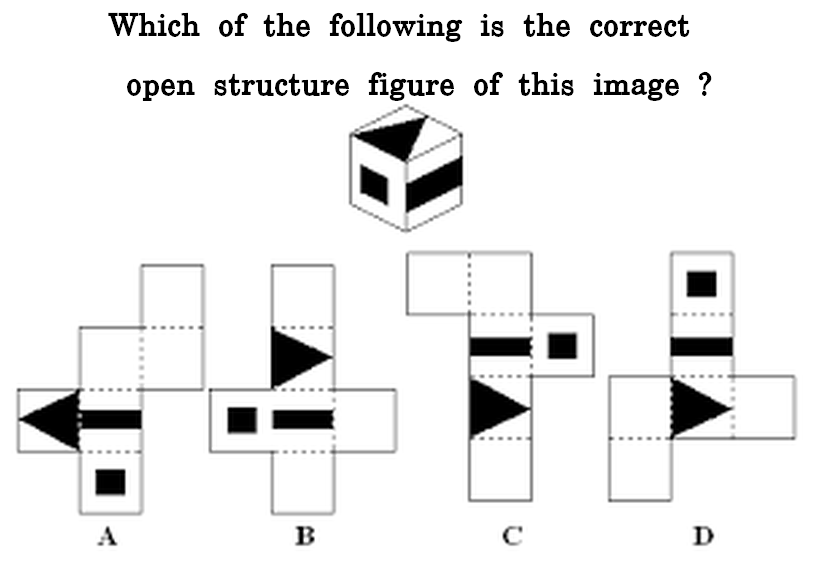 Which of the following is the correct
open structure figure of this image ?
A B C D